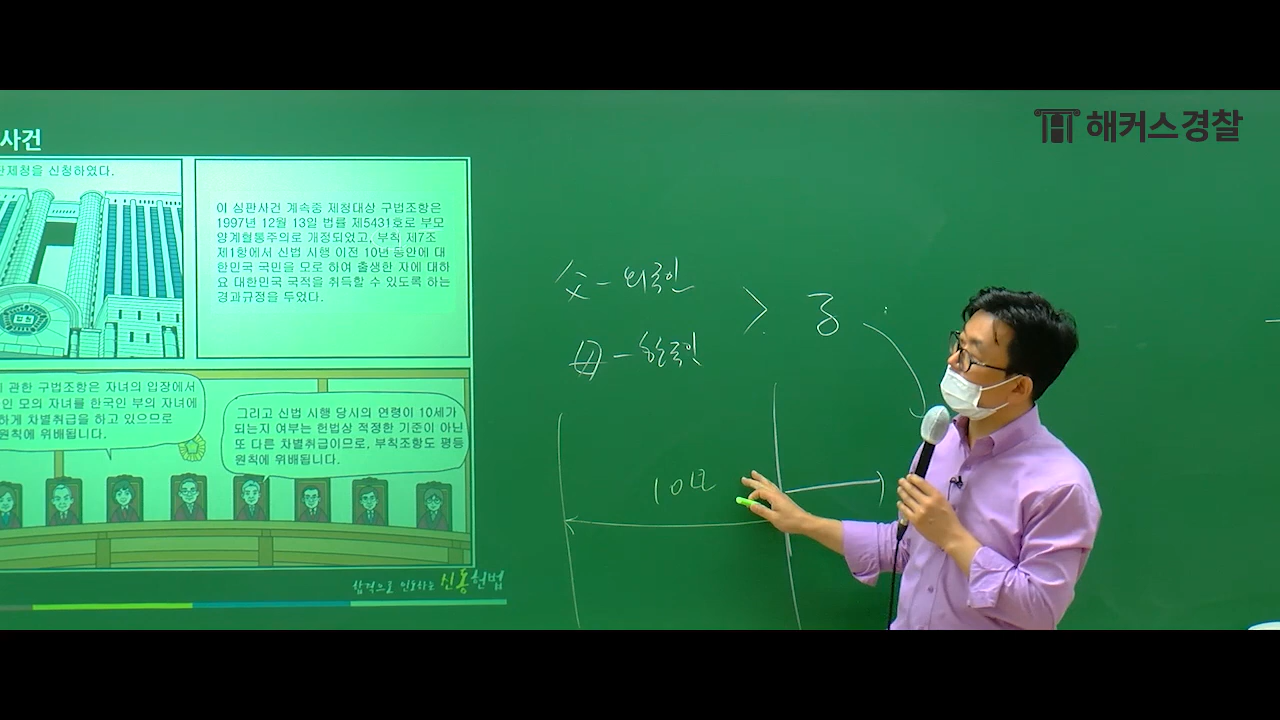 해커스경찰
사건
판제청을 신청하였다.
이 심판사건 계속중 제청대상 구법조항은
1997년 12월 13일 법률 제5431호로 부모
양계혈통주의로 개정되었고, 부칙 제7조
제1항에서 신법 시행 이전 10년 동안에 대
한민국 국민을 모로 하여 출생한 자에 대하
요 대한민국 국적을 취득할 수 있도록 하는
경과규정을 두었다.
관한 구법조항은 자녀의 입장에서
인 모의 자녀를 한국인 부의 자녀에
하게 차별취급을 하고 있으므로
원칙에 위배됩니다.
그리고 신법 시행 당시의 연령이 10세가
되는지 여부는 헌법상 적정한 기준이 아닌
또 다른 차별취급이므로, 부칙조항도 평등
원칙에 위배됩니다.
합격으로 인도하는 신동헌법
父 - 외국인
母 - 한국인
> 子
10년